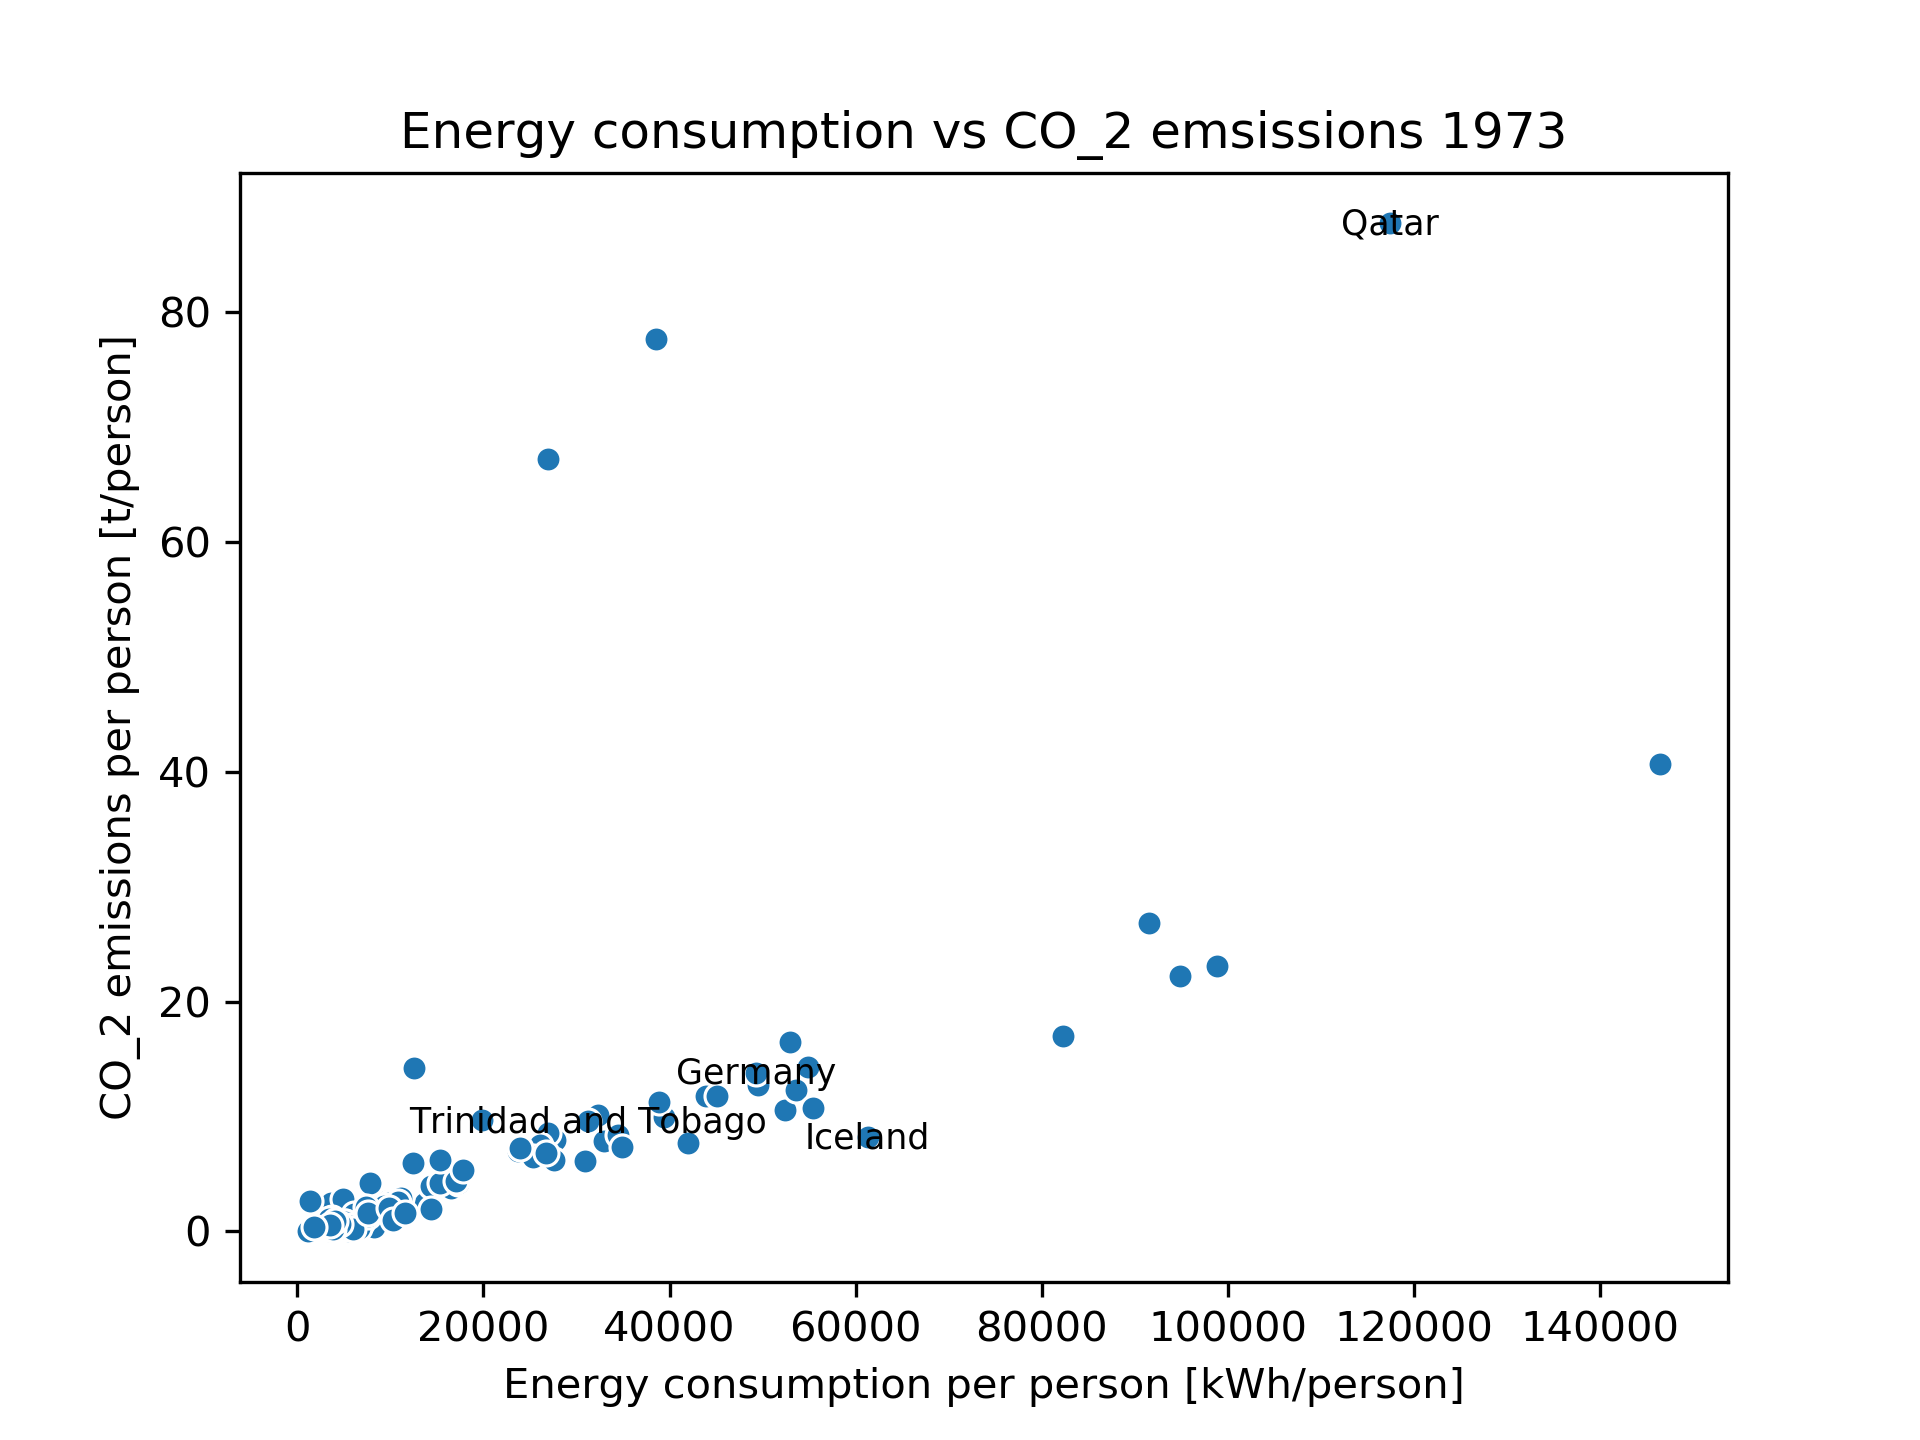 Energy consumption vs CO_2 emsissions 1973
Qatar
80
60
40
20
0
CO_2 emissions per person [t/person]
Germany
Trinidad and Tobago
Iceland
0 20000 40000 60000 80000 100000 120000 140000
Energy consumption per person [kWh/person]